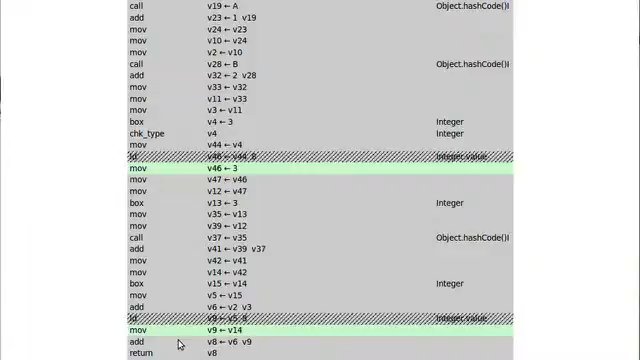 call v19 ← A Object.hashCode()I
add v23 ← 1 v19
mov v24 ← v23
mov v10 ← v24
mov v2 ← v10
call v28 ← B Object.hashCode()I
add v32 ← 2 v28
mov v33 ← v32
mov v11 ← v33
mov v3 ← v11
box v4 ← 3 Integer
chk_type v4 Integer
mov v44 ← v4
ld v46 ← v44 8 Integer.value
mov v46 ← 3
mov v47 ← v46
mov v12 ← v47
box v13 ← 3 Integer
mov v35 ← v13
mov v39 ← v12
call v37 ← v35 Object.hashCode()I
add v41 ← v39 v37
mov v42 ← v41
mov v14 ← v42
box v15 ← v14 Integer
mov v5 ← v15
add v6 ← v2 v3
ld v9 ← v5 8 Integer.value
mov v9 ← v14
add v8 ← v6 v9
return v8